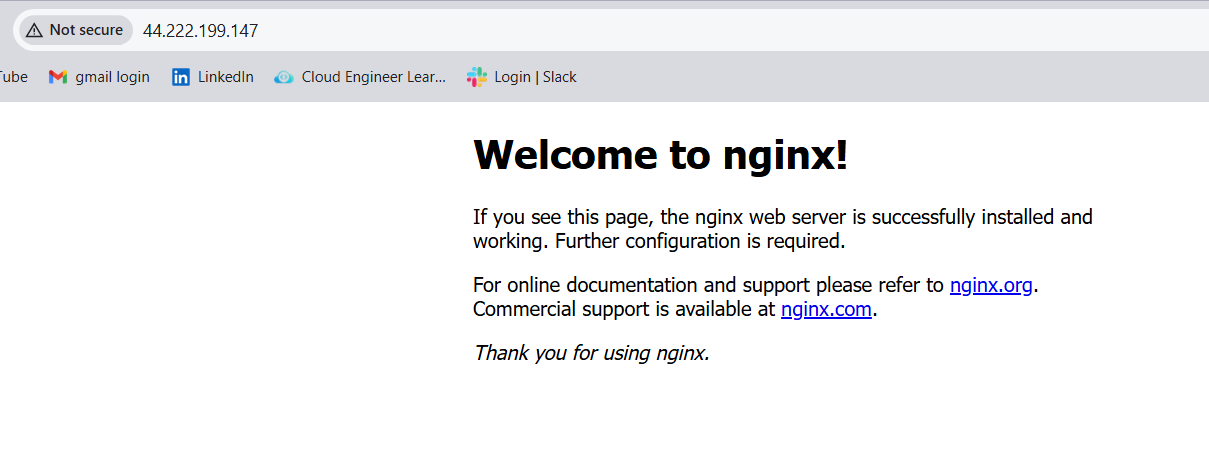 Not secure 44.222.199.147
Tube gmail login LinkedIn Cloud Engineer Lear... Login | Slack
Welcome to nginx!
If you see this page, the nginx web server is successfully installed and
working. Further configuration is required.
For online documentation and support please refer to nginx.org.
Commercial support is available at nginx.com.
Thank you for using nginx.